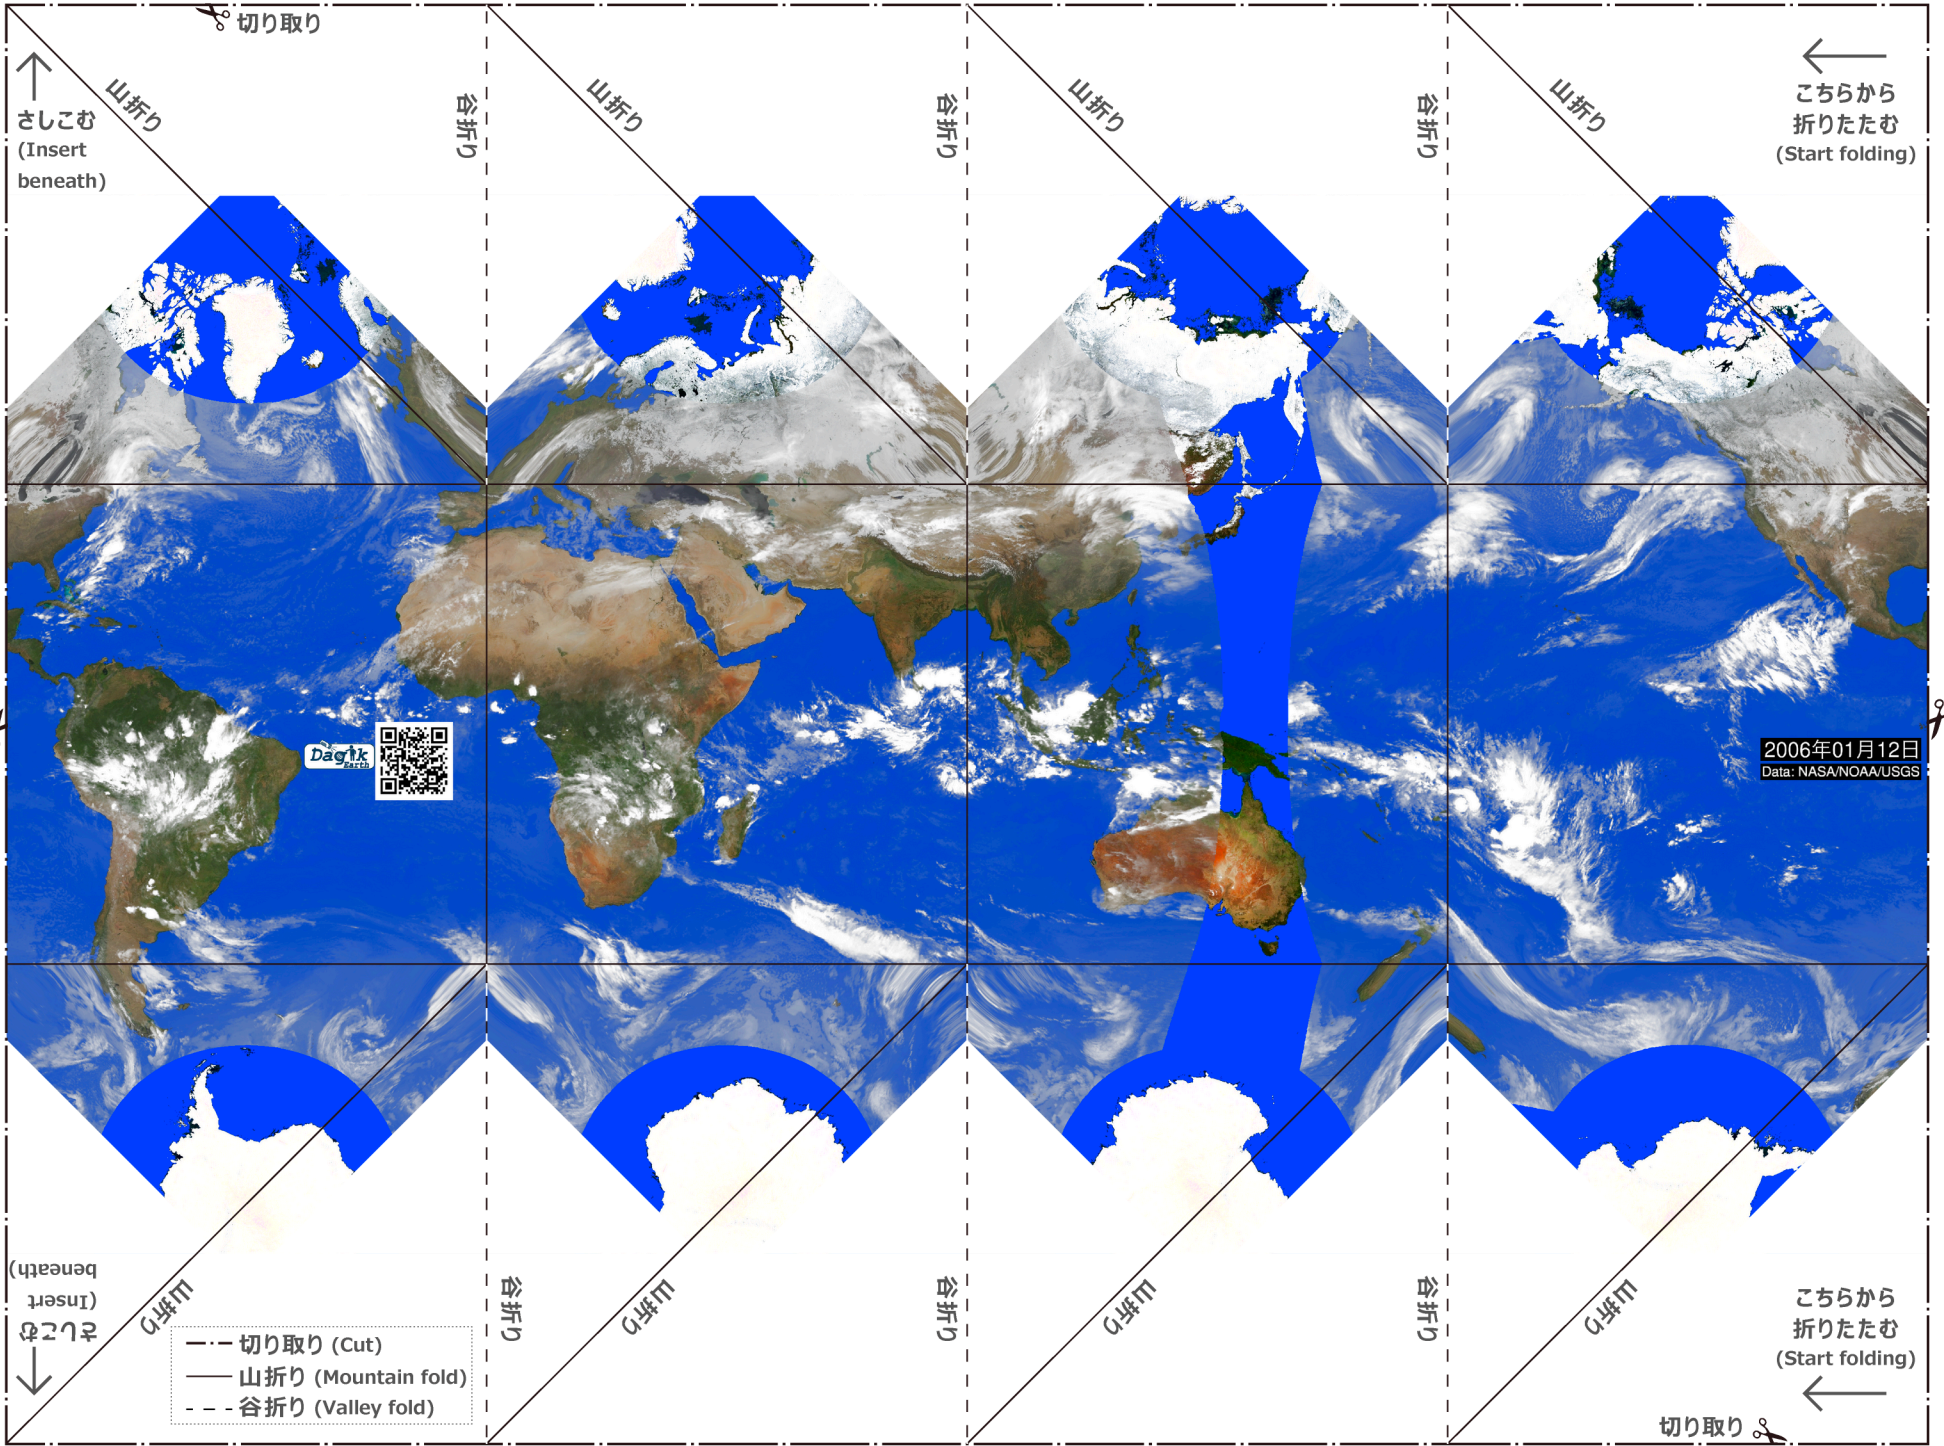 切り取り
山折り
谷折り
山折り
谷折り
山折り
谷折り
山折り
さしこむ
(Insert
beneath)
こちらから
折りたたむ
(Start folding)
Dagik
Earth
2006年01月12日
Data: NASA/NOAA/USGS
さしこむ
(Insert
beneath)
山折り
谷折り
山折り
谷折り
山折り
谷折り
山折り
こちらから
折りたたむ
(Start folding)
切り取り (Cut)
山折り (Mountain fold)
谷折り (Valley fold)
切り取り